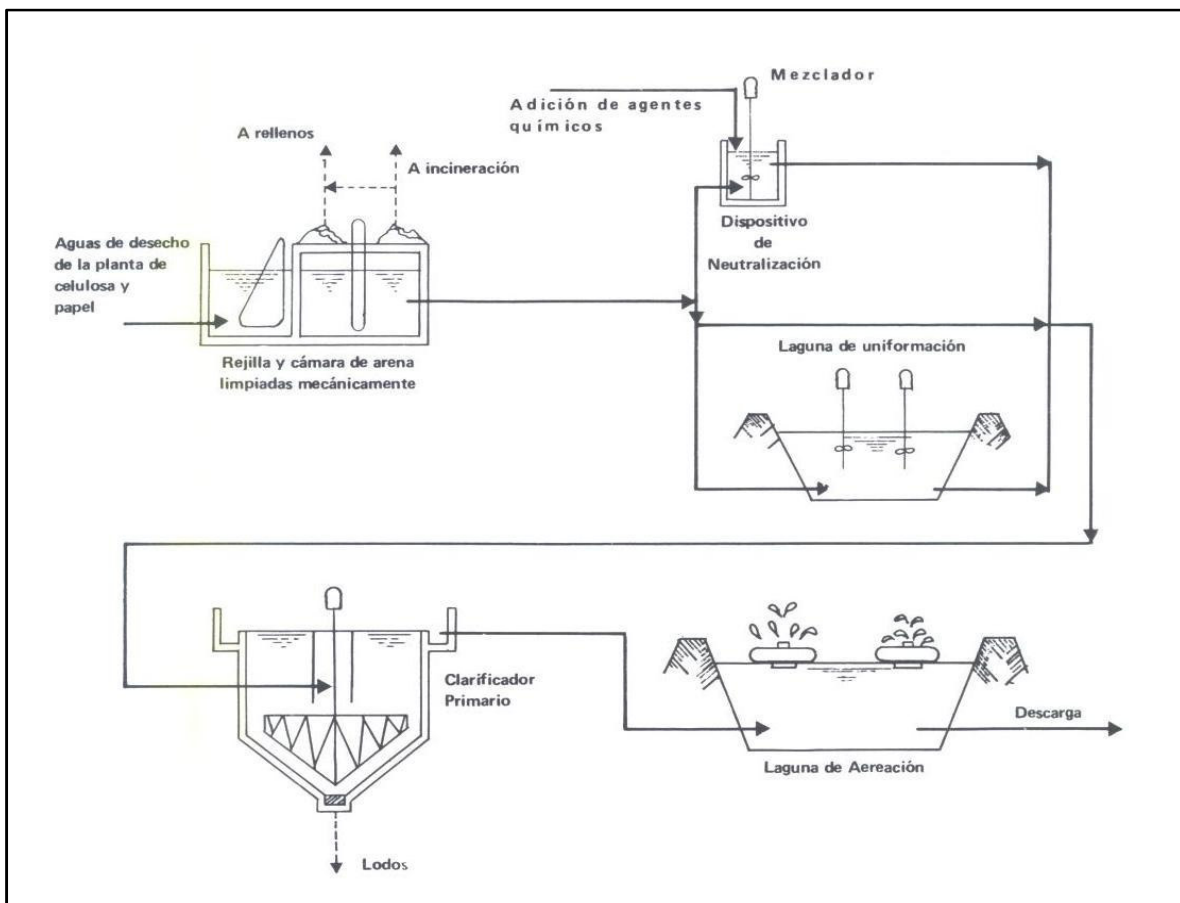 Mezclador
Adición de agentes
químicos
A rellenos
A incineración
Aguas de desecho
de la planta de
celulosa y
papel
Dispositivo
de
Neutralización
Rejilla y cámara de arena
limpiadas mecánicamente
Laguna de uniformación
Clarificador
Primario
Descarga
Laguna de Aereación
Lodos